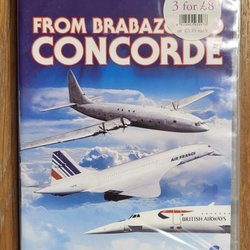 3 for £8
FROM BRABAZO
CONCORDE
AIR FRANCE
BRITISH AIRWAYS